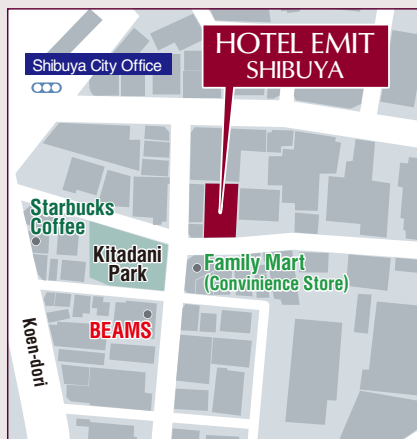 HOTEL EMIT
SHIBUYA
Shibuya City Office
Starbucks
Coffee
Kitadani
Park
Family Mart
(Convinience Store)
BEAMS
Koen-dori